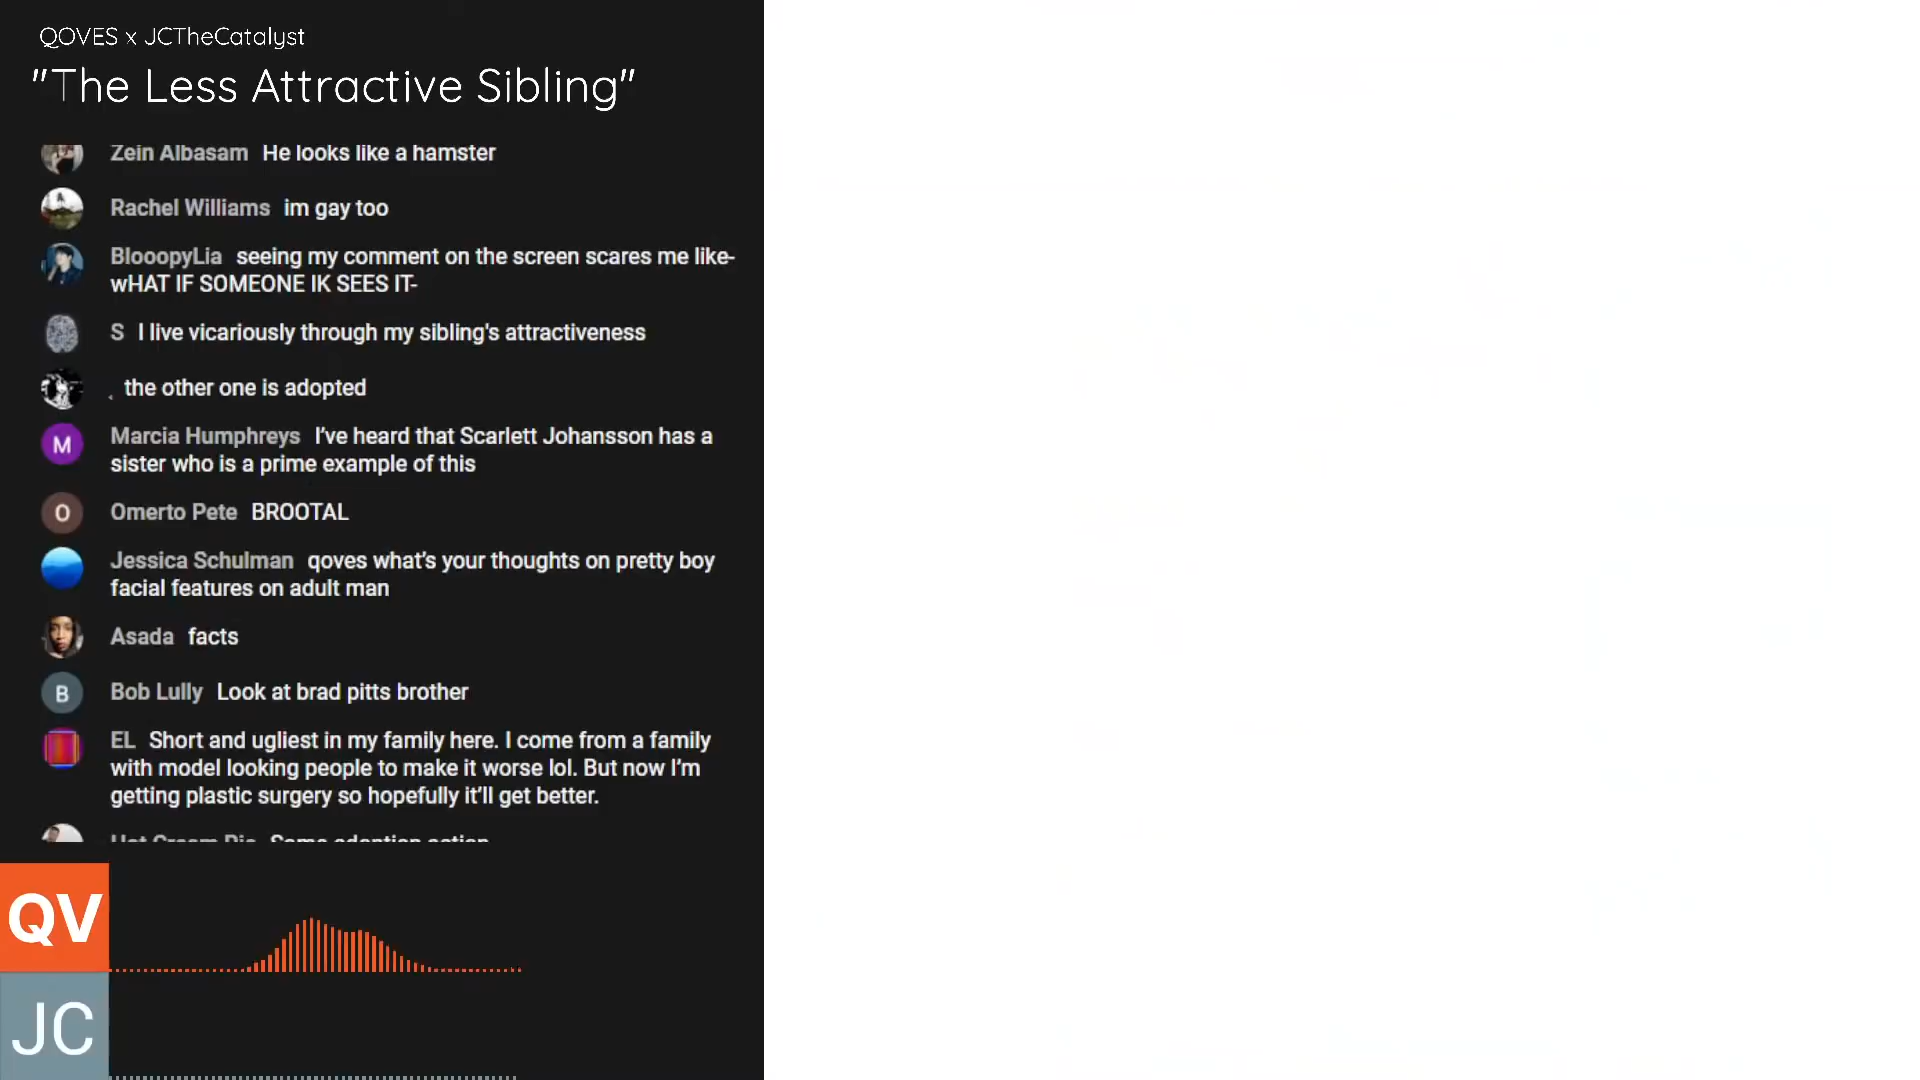 QOVES x JCTheCatalyst
"The Less Attractive Sibling"
Zein Albasam He looks like a hamster
Rachel Williams im gay too
BlooopyLia seeing my comment on the screen scares me like-
wHAT IF SOMEONE IK SEES IT-
S I live vicariously through my sibling's attractiveness
. the other one is adopted
M Marcia Humphreys I've heard that Scarlett Johansson has a
sister who is a prime example of this
O Omerto Pete BROOTAL
Jessica Schulman qoves what's your thoughts on pretty boy
facial features on adult man
Asada facts
B Bob Lully Look at brad pitts brother
EL Short and ugliest in my family here. I come from a family
with model looking people to make it worse lol. But now I'm
getting plastic surgery so hopefully it'll get better.
QV
JC